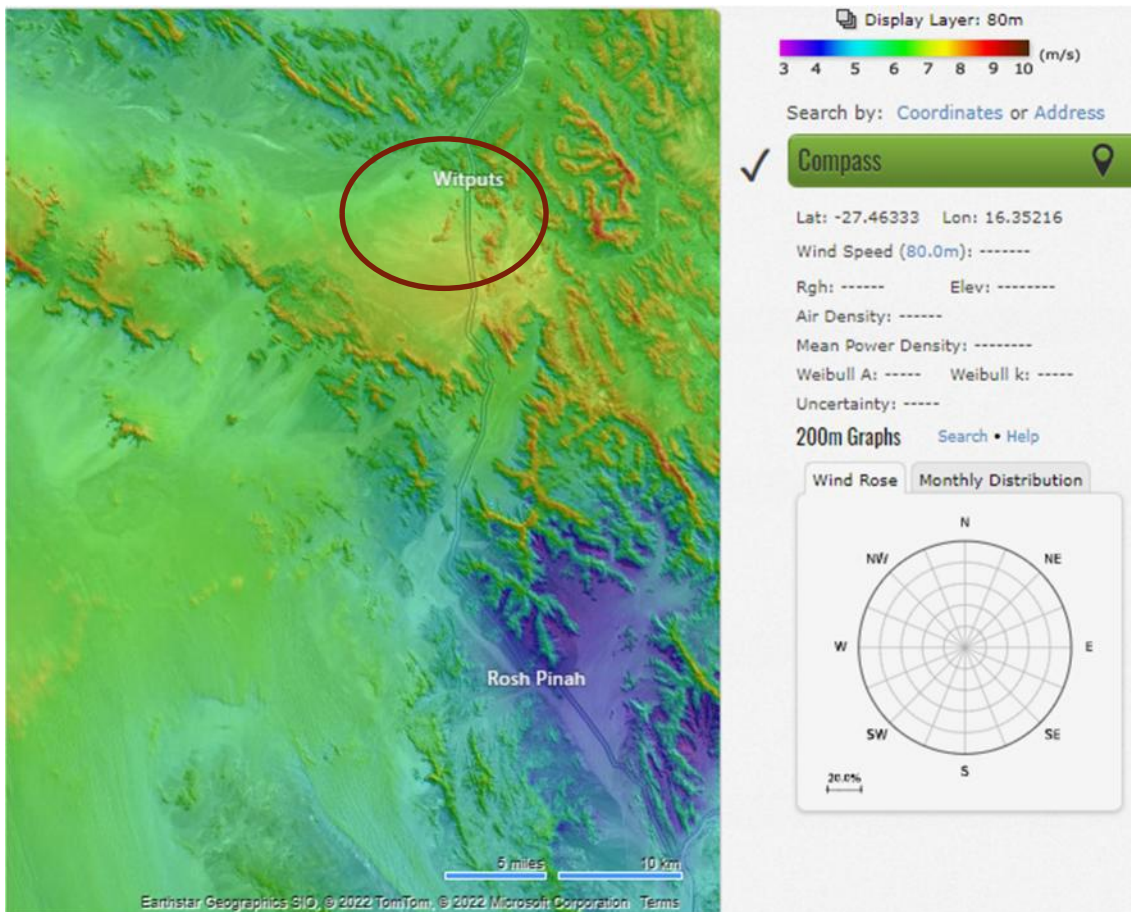 Witputs
Rosh Pinah
5 miles 10 km
Earthstar Geographics SIO, © 2022 TomTom, © 2022 Microsoft Corporation Terms
Display Layer: 80m
3 4 5 6 7 8 9 10 (m/s)
Search by: Coordinates or Address
Compass
Lat: -27.46333 Lon: 16.35216
Wind Speed (80.0m): -------
Rgh: ------ Elev: --------
Air Density: ------
Mean Power Density: --------
Weibull A: ----- Weibull k: -----
Uncertainty: -----
200m Graphs Search • Help
Wind Rose Monthly Distribution
N
NW NE
W E
SW SE
S
20.0%